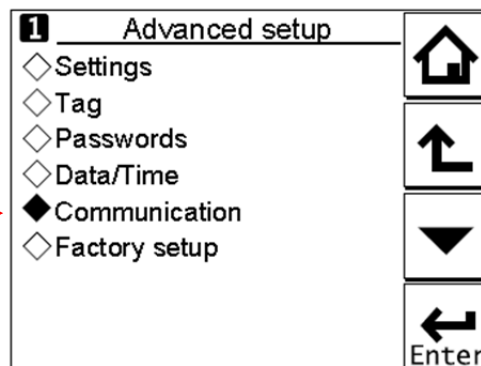 1 Advanced setup
Settings
Tag
Passwords
Data/Time
Communication
Factory setup
Enter